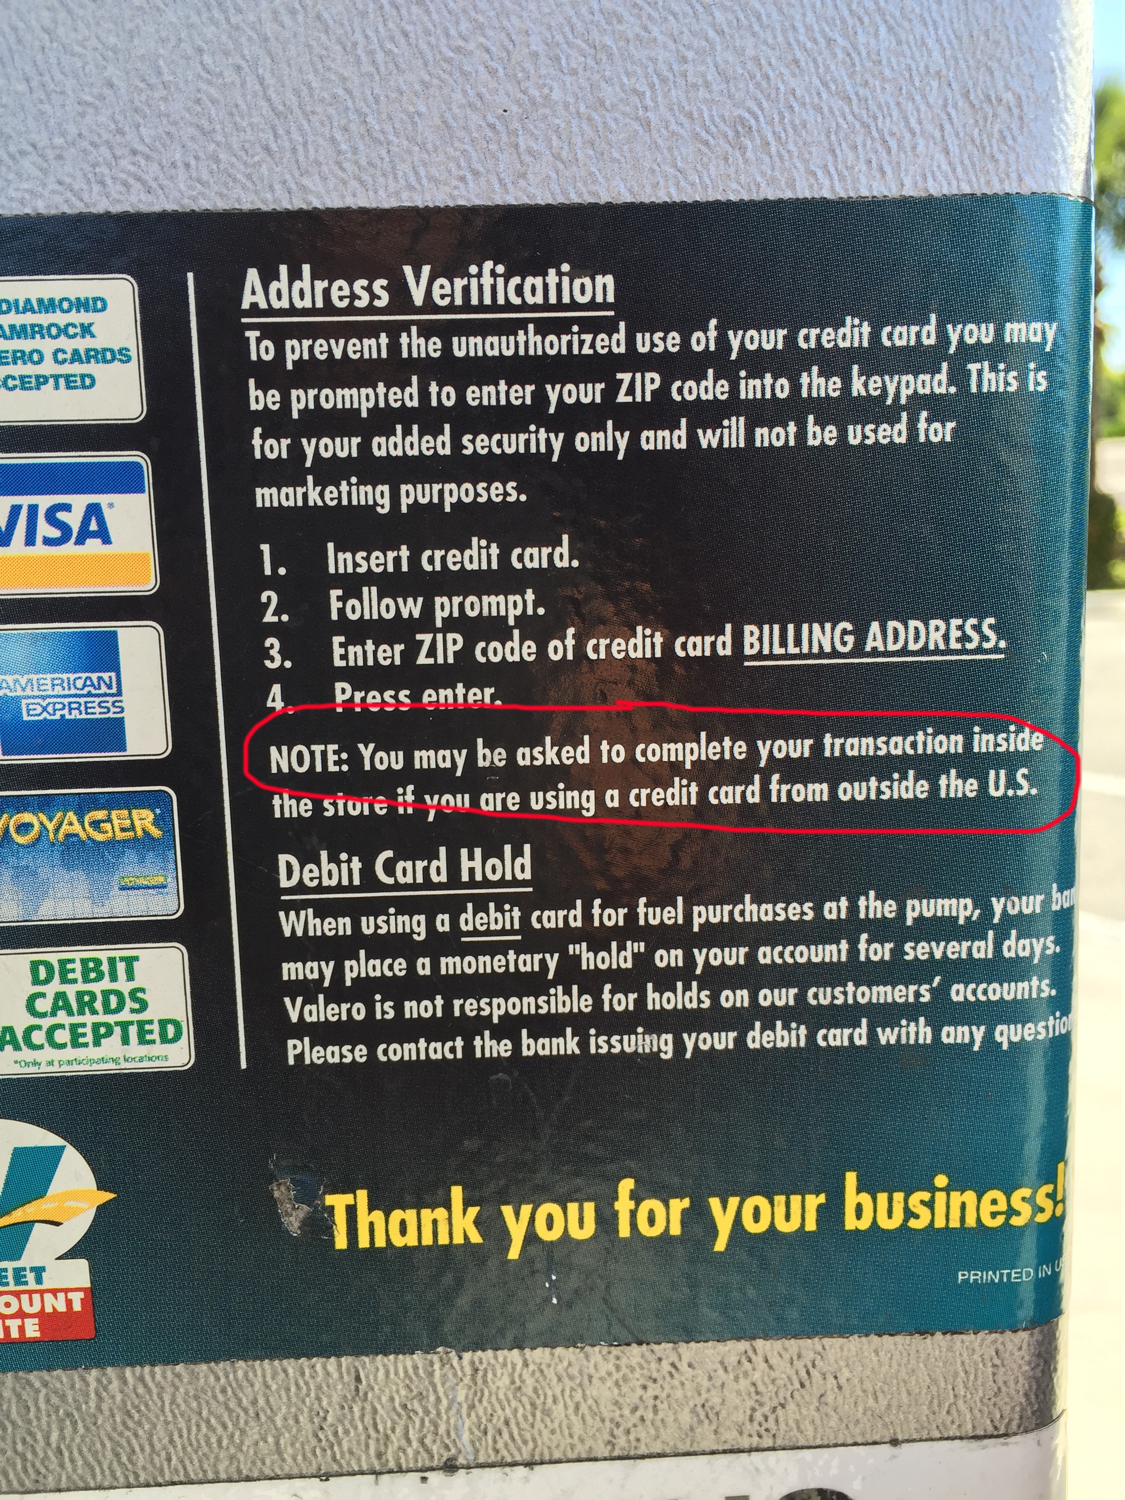 DIAMOND
AMROCK
ERO CARDS
CEPTED
VISA
AMERICAN
EXPRESS
VOYAGER
VOYAGER
DEBIT
CARDS
ACCEPTED
*Only at participating locations
EET
OUNT
ITE
Address Verification
To prevent the unauthorized use of your credit card you may
be prompted to enter your ZIP code into the keypad. This is
for your added security only and will not be used for
marketing purposes.
1. Insert credit card.
2. Follow prompt.
3. Enter ZIP code of credit card BILLING ADDRESS.
4. Press enter.
NOTE: You may be asked to complete your transaction inside
the store if you are using a credit card from outside the U.S.
Debit Card Hold
When using a debit card for fuel purchases at the pump, your ban
may place a monetary "hold" on your account for several days.
Valero is not responsible for holds on our customers' accounts.
Please contact the bank issuing your debit card with any questio
Thank you for your business!
PRINTED IN U